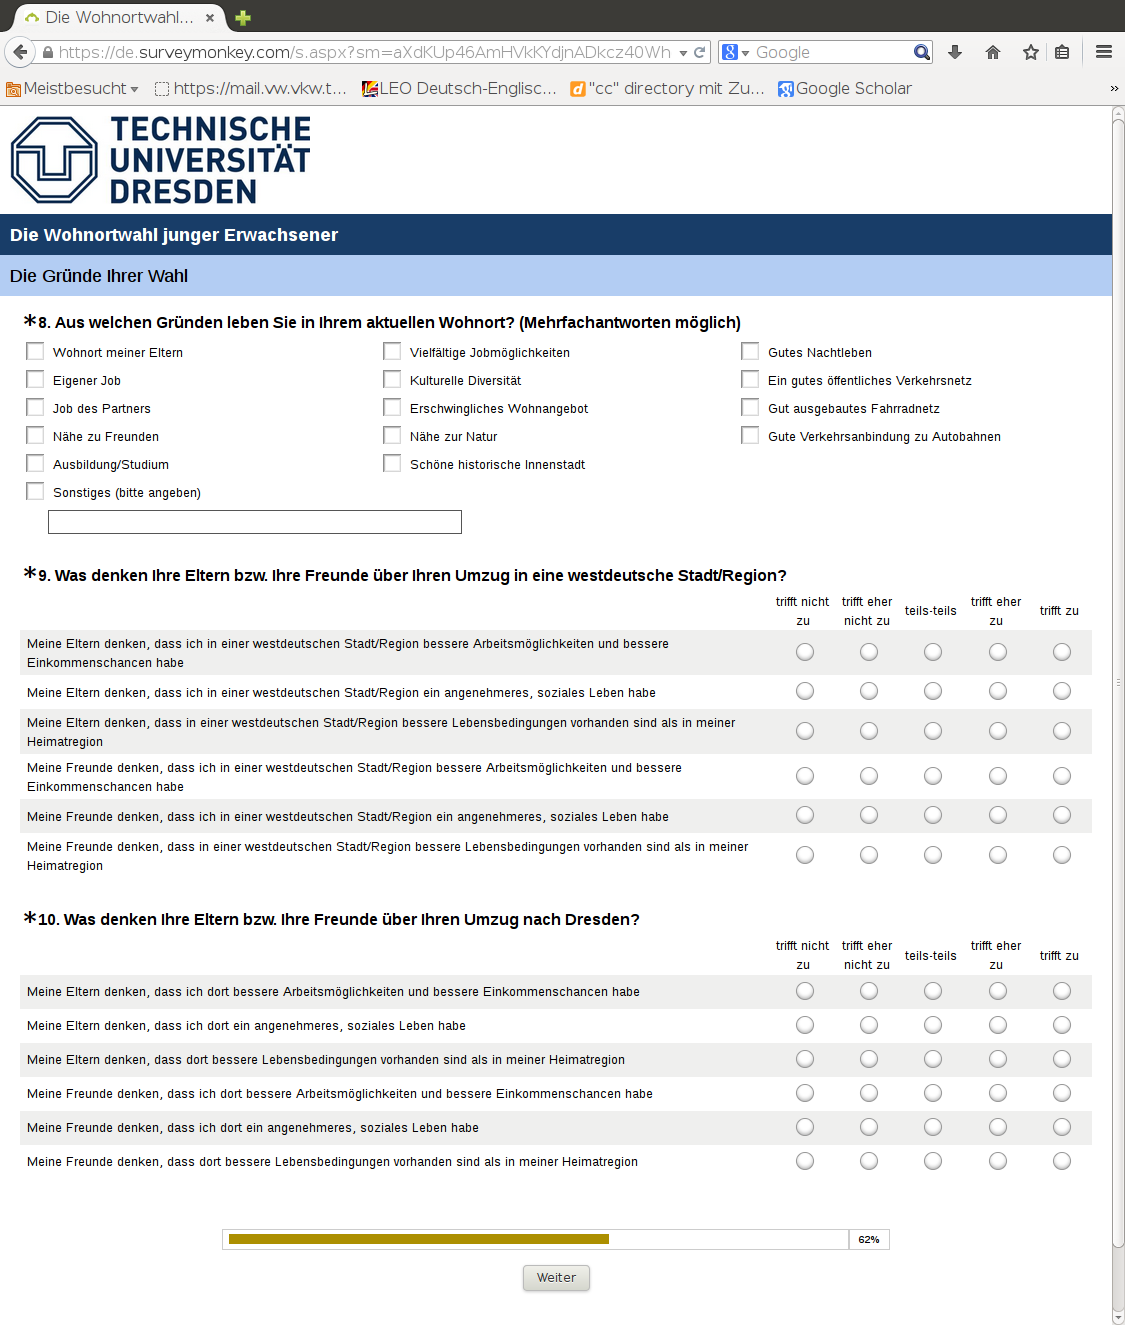 Die Wohnortwahl...
https://de.surveymonkey.com/s.aspx?sm=aXdKUp46AmHVkKYdjnADkcz40Wh
Google
Meistbesucht
https://mail.vw.vkw.t...
LEO Deutsch-Englisc...
"cc" directory mit Zu...
Google Scholar
»
TECHNISCHE
UNIVERSITÄT
DRESDEN
Die Wohnortwahl junger Erwachsener
Die Gründe Ihrer Wahl
*8. Aus welchen Gründen leben Sie in Ihrem aktuellen Wohnort? (Mehrfachantworten möglich)
Wohnort meiner Eltern
Vielfältige Jobmöglichkeiten
Gutes Nachtleben
Eigener Job
Kulturelle Diversität
Ein gutes öffentliches Verkehrsnetz
Job des Partners
Erschwingliches Wohnangebot
Gut ausgebautes Fahrradnetz
Nähe zu Freunden
Nähe zur Natur
Gute Verkehrsanbindung zu Autobahnen
Ausbildung/Studium
Schöne historische Innenstadt
Sonstiges (bitte angeben)
*9. Was denken Ihre Eltern bzw. Ihre Freunde über Ihren Umzug in eine westdeutsche Stadt/Region?
trifft nicht zu
trifft eher nicht zu
teils-teils
trifft eher zu
trifft zu
Meine Eltern denken, dass ich in einer westdeutschen Stadt/Region bessere Arbeitsmöglichkeiten und bessere
Einkommenschancen habe
Meine Eltern denken, dass ich in einer westdeutschen Stadt/Region ein angenehmeres, soziales Leben habe
Meine Eltern denken, dass in einer westdeutschen Stadt/Region bessere Lebensbedingungen vorhanden sind als in meiner
Heimatregion
Meine Freunde denken, dass ich in einer westdeutschen Stadt/Region bessere Arbeitsmöglichkeiten und bessere
Einkommenschancen habe
Meine Freunde denken, dass ich in einer westdeutschen Stadt/Region ein angenehmeres, soziales Leben habe
Meine Freunde denken, dass in einer westdeutschen Stadt/Region bessere Lebensbedingungen vorhanden sind als in meiner
Heimatregion
*10. Was denken Ihre Eltern bzw. Ihre Freunde über Ihren Umzug nach Dresden?
trifft nicht zu
trifft eher nicht zu
teils-teils
trifft eher zu
trifft zu
Meine Eltern denken, dass ich dort bessere Arbeitsmöglichkeiten und bessere Einkommenschancen habe
Meine Eltern denken, dass ich dort ein angenehmeres, soziales Leben habe
Meine Eltern denken, dass dort bessere Lebensbedingungen vorhanden sind als in meiner Heimatregion
Meine Freunde denken, dass ich dort bessere Arbeitsmöglichkeiten und bessere Einkommenschancen habe
Meine Freunde denken, dass ich dort ein angenehmeres, soziales Leben habe
Meine Freunde denken, dass dort bessere Lebensbedingungen vorhanden sind als in meiner Heimatregion
62%
Weiter